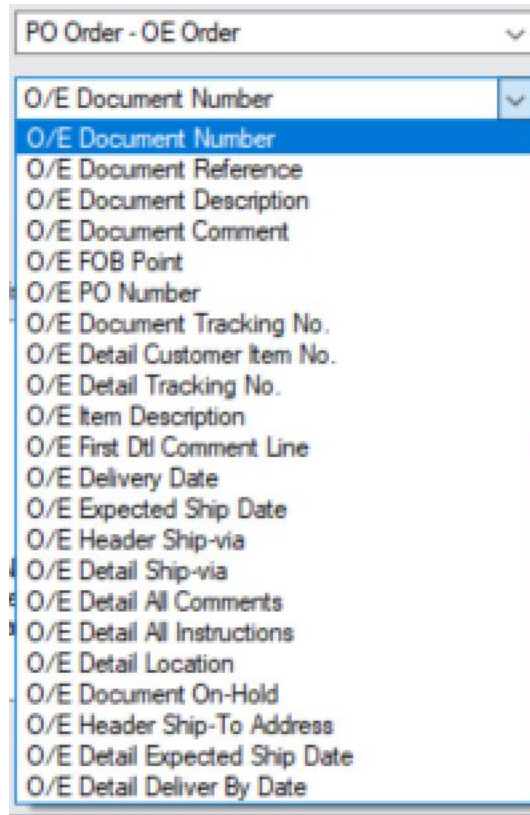 PO Order - OE Order
O/E Document Number
O/E Document Number
O/E Document Reference
O/E Document Description
O/E Document Comment
O/E FOB Point
O/E PO Number
O/E Document Tracking No.
O/E Detail Customer Item No.
O/E Detail Tracking No.
O/E Item Description
O/E First Dtl Comment Line
O/E Delivery Date
O/E Expected Ship Date
O/E Header Ship-via
O/E Detail Ship-via
O/E Detail All Comments
O/E Detail All Instructions
O/E Detail Location
O/E Document On-Hold
O/E Header Ship-To Address
O/E Detail Expected Ship Date
O/E Detail Deliver By Date